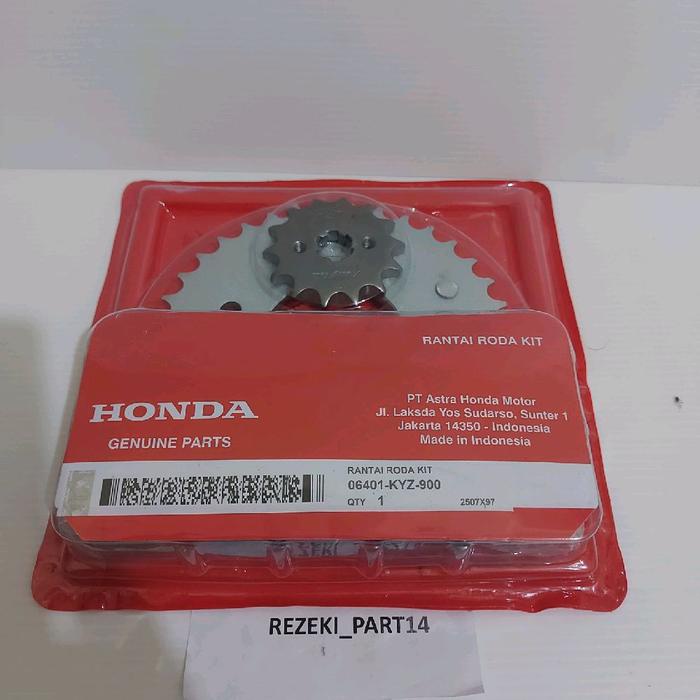 RANTAI RODA KIT
HONDA
GENUINE PARTS
PT Astra Honda Motor
Jl. Laksda Yos Sudarso, Sunter 1
Jakarta 14350 - Indonesia
Made in Indonesia
RANTAI RODA KIT
06401-KYZ-900
QTY 1
2507X97
REZEKI_PART14